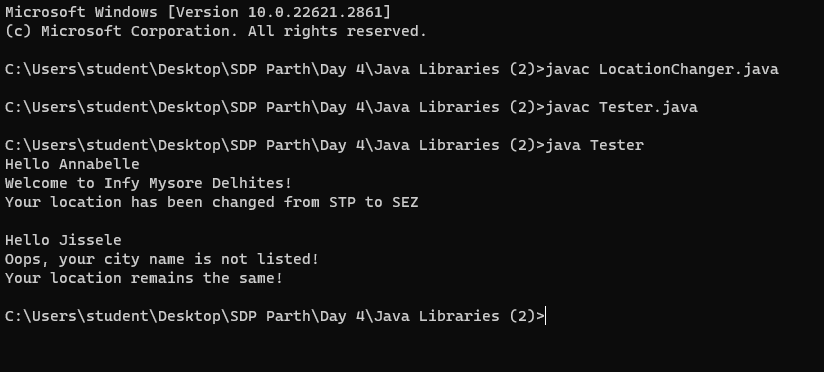 Microsoft Windows [Version 10.0.22621.2861]
(c) Microsoft Corporation. All rights reserved.
C:\Users\student\Desktop\SDP Parth\Day 4\Java Libraries (2)>javac LocationChanger.java
C:\Users\student\Desktop\SDP Parth\Day 4\Java Libraries (2)>javac Tester.java
C:\Users\student\Desktop\SDP Parth\Day 4\Java Libraries (2)>java Tester
Hello Annabelle
Welcome to Infy Mysore Delhites!
Your location has been changed from STP to SEZ
Hello Jissele
Oops, your city name is not listed!
Your location remains the same!
C:\Users\student\Desktop\SDP Parth\Day 4\Java Libraries (2)>